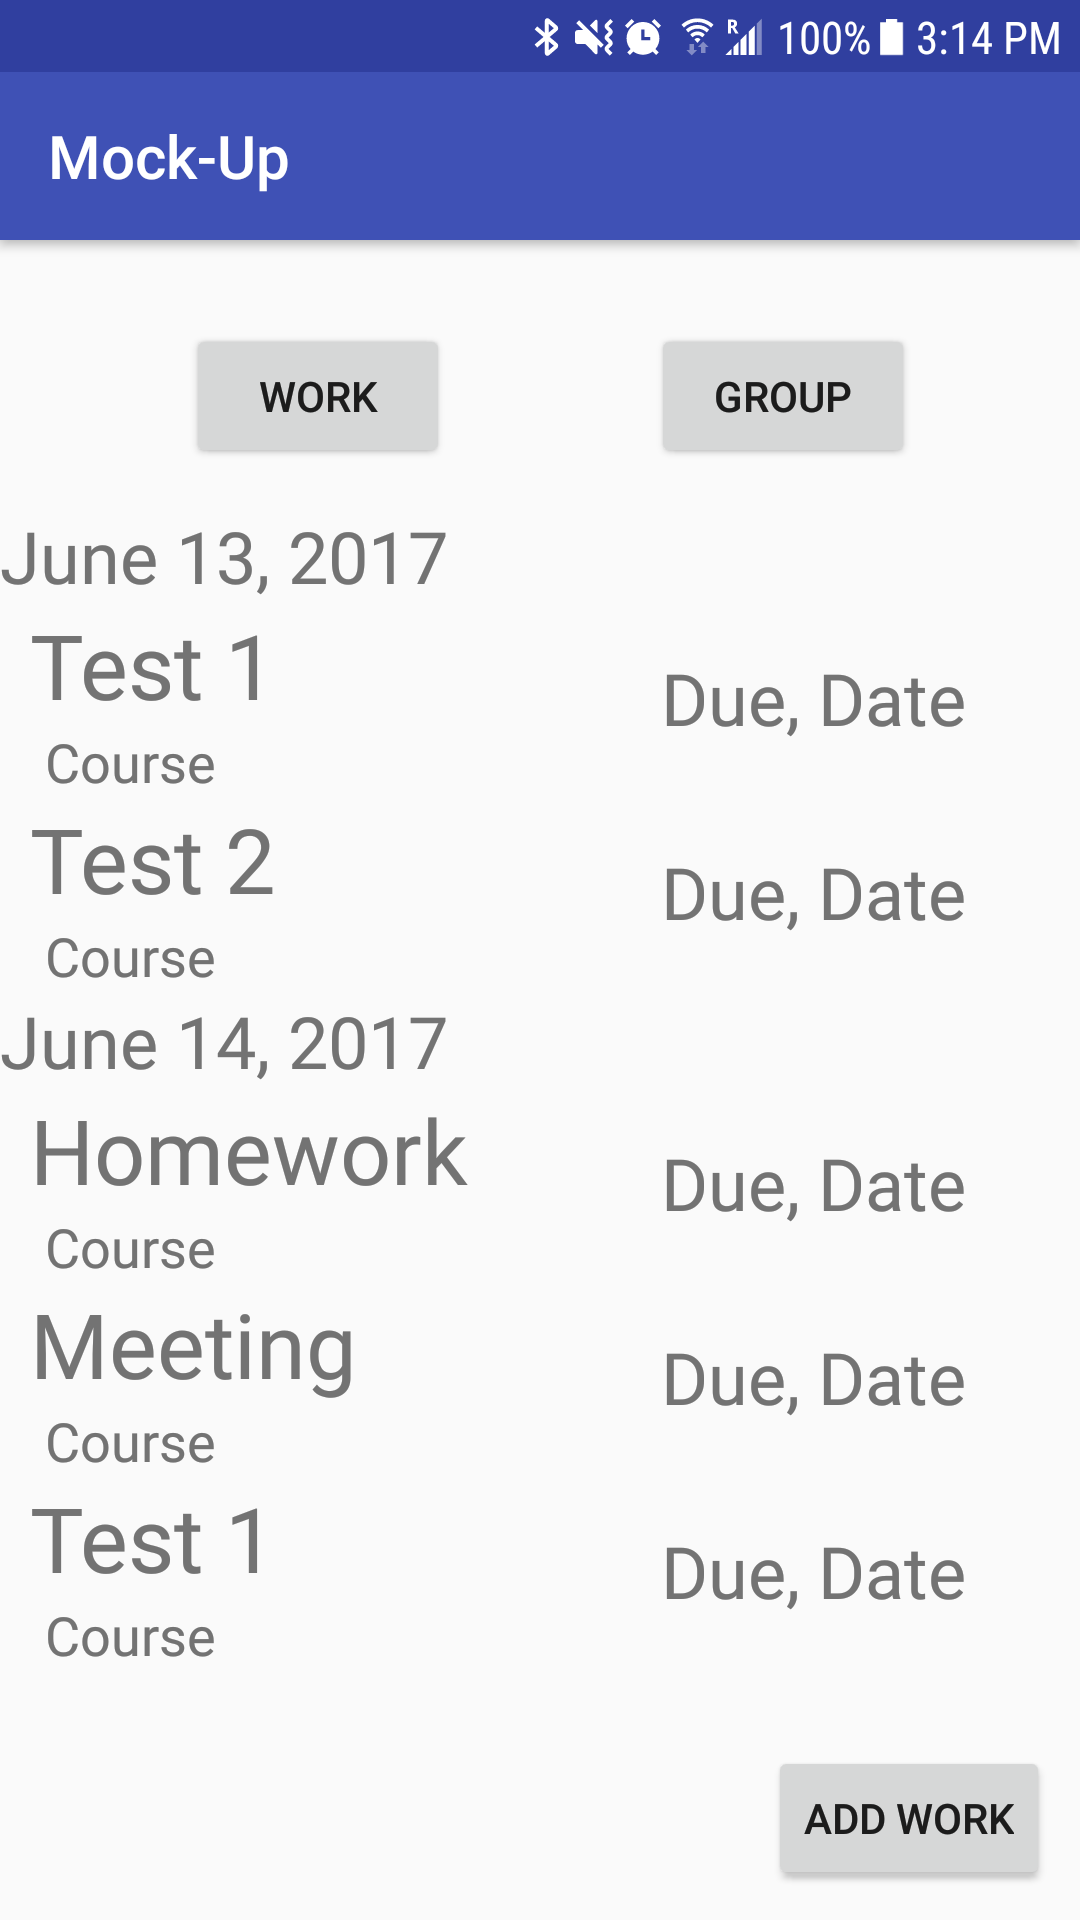 R 100% 3:14 PM
Mock-Up
WORK GROUP
June 13, 2017
Test 1
Due, Date
Course
Test 2
Due, Date
Course
June 14, 2017
Homework
Due, Date
Course
Meeting
Due, Date
Course
Test 1
Due, Date
Course
ADD WORK